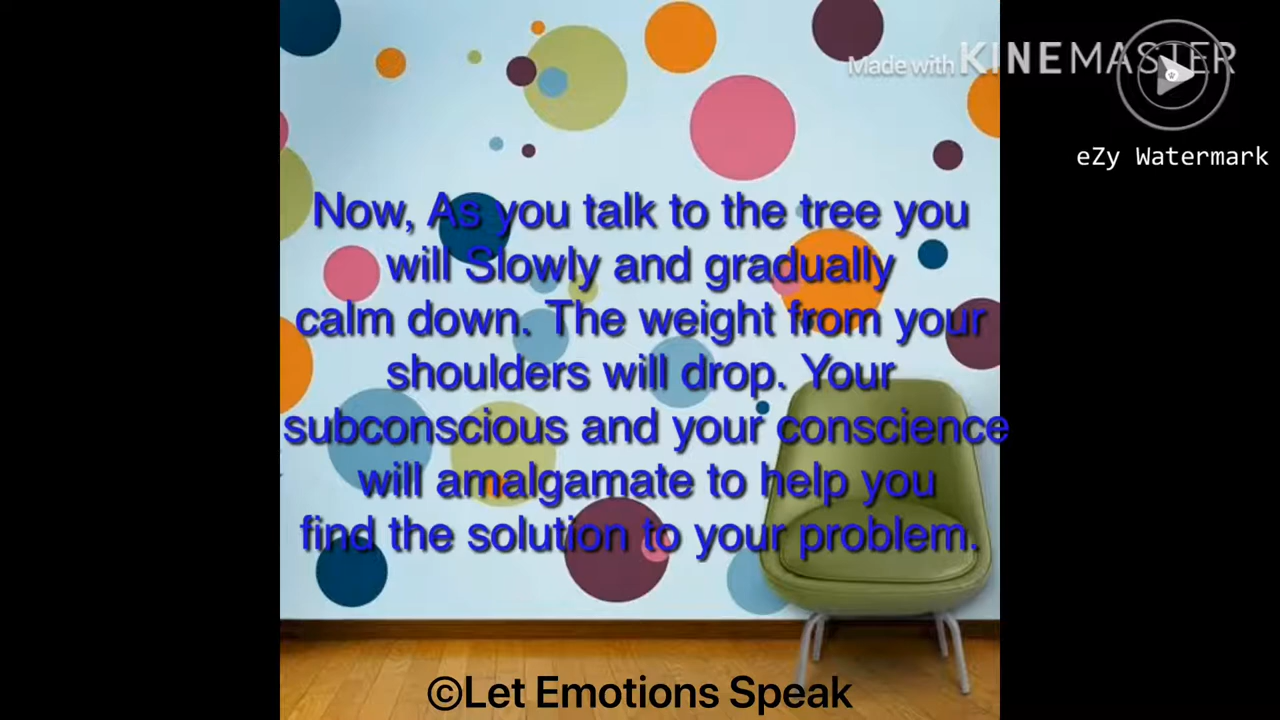 Made with KINEMASTER
eZy Watermark
Now, As you talk to the tree you
will Slowly and gradually
calm down. The weight from your
shoulders will drop. Your
subconscious and your conscience
will amalgamate to help you
find the solution to your problem.
©Let Emotions Speak